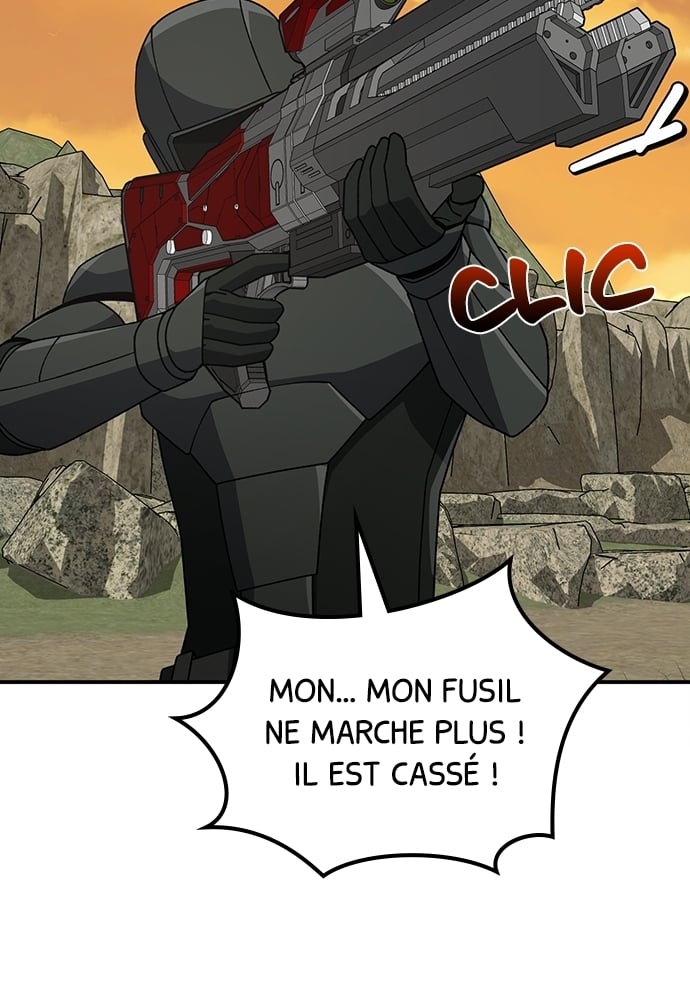 CLIC
MON... MON FUSIL
NE MARCHE PLUS !
IL EST CASSÉ !